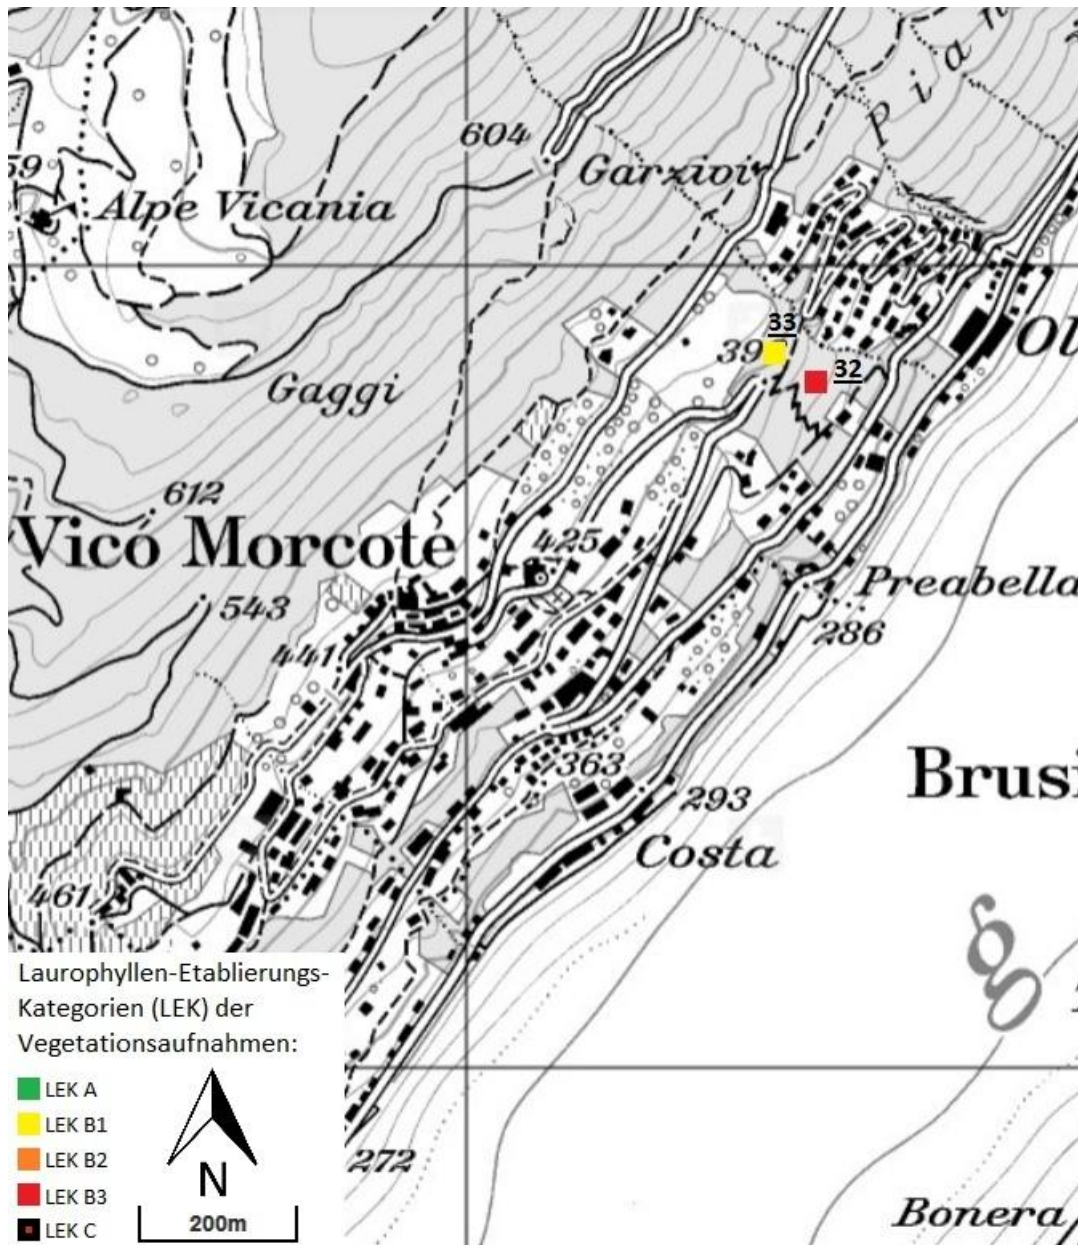 Pian
604
Garzivi
59
Alpe Vicania
33
39
Ol
32
Gaggi
612
Vico Morcote
425
543
Preabella
286
441
363
Brusi
293
Costa
461
g
Laurophyllen-Etablierungs-
Kategorien (LEK) der
Vegetationsaufnahmen:
LEK A
LEK B1
LEK B2
LEK B3
LEK C
N
200m
272
Bonera